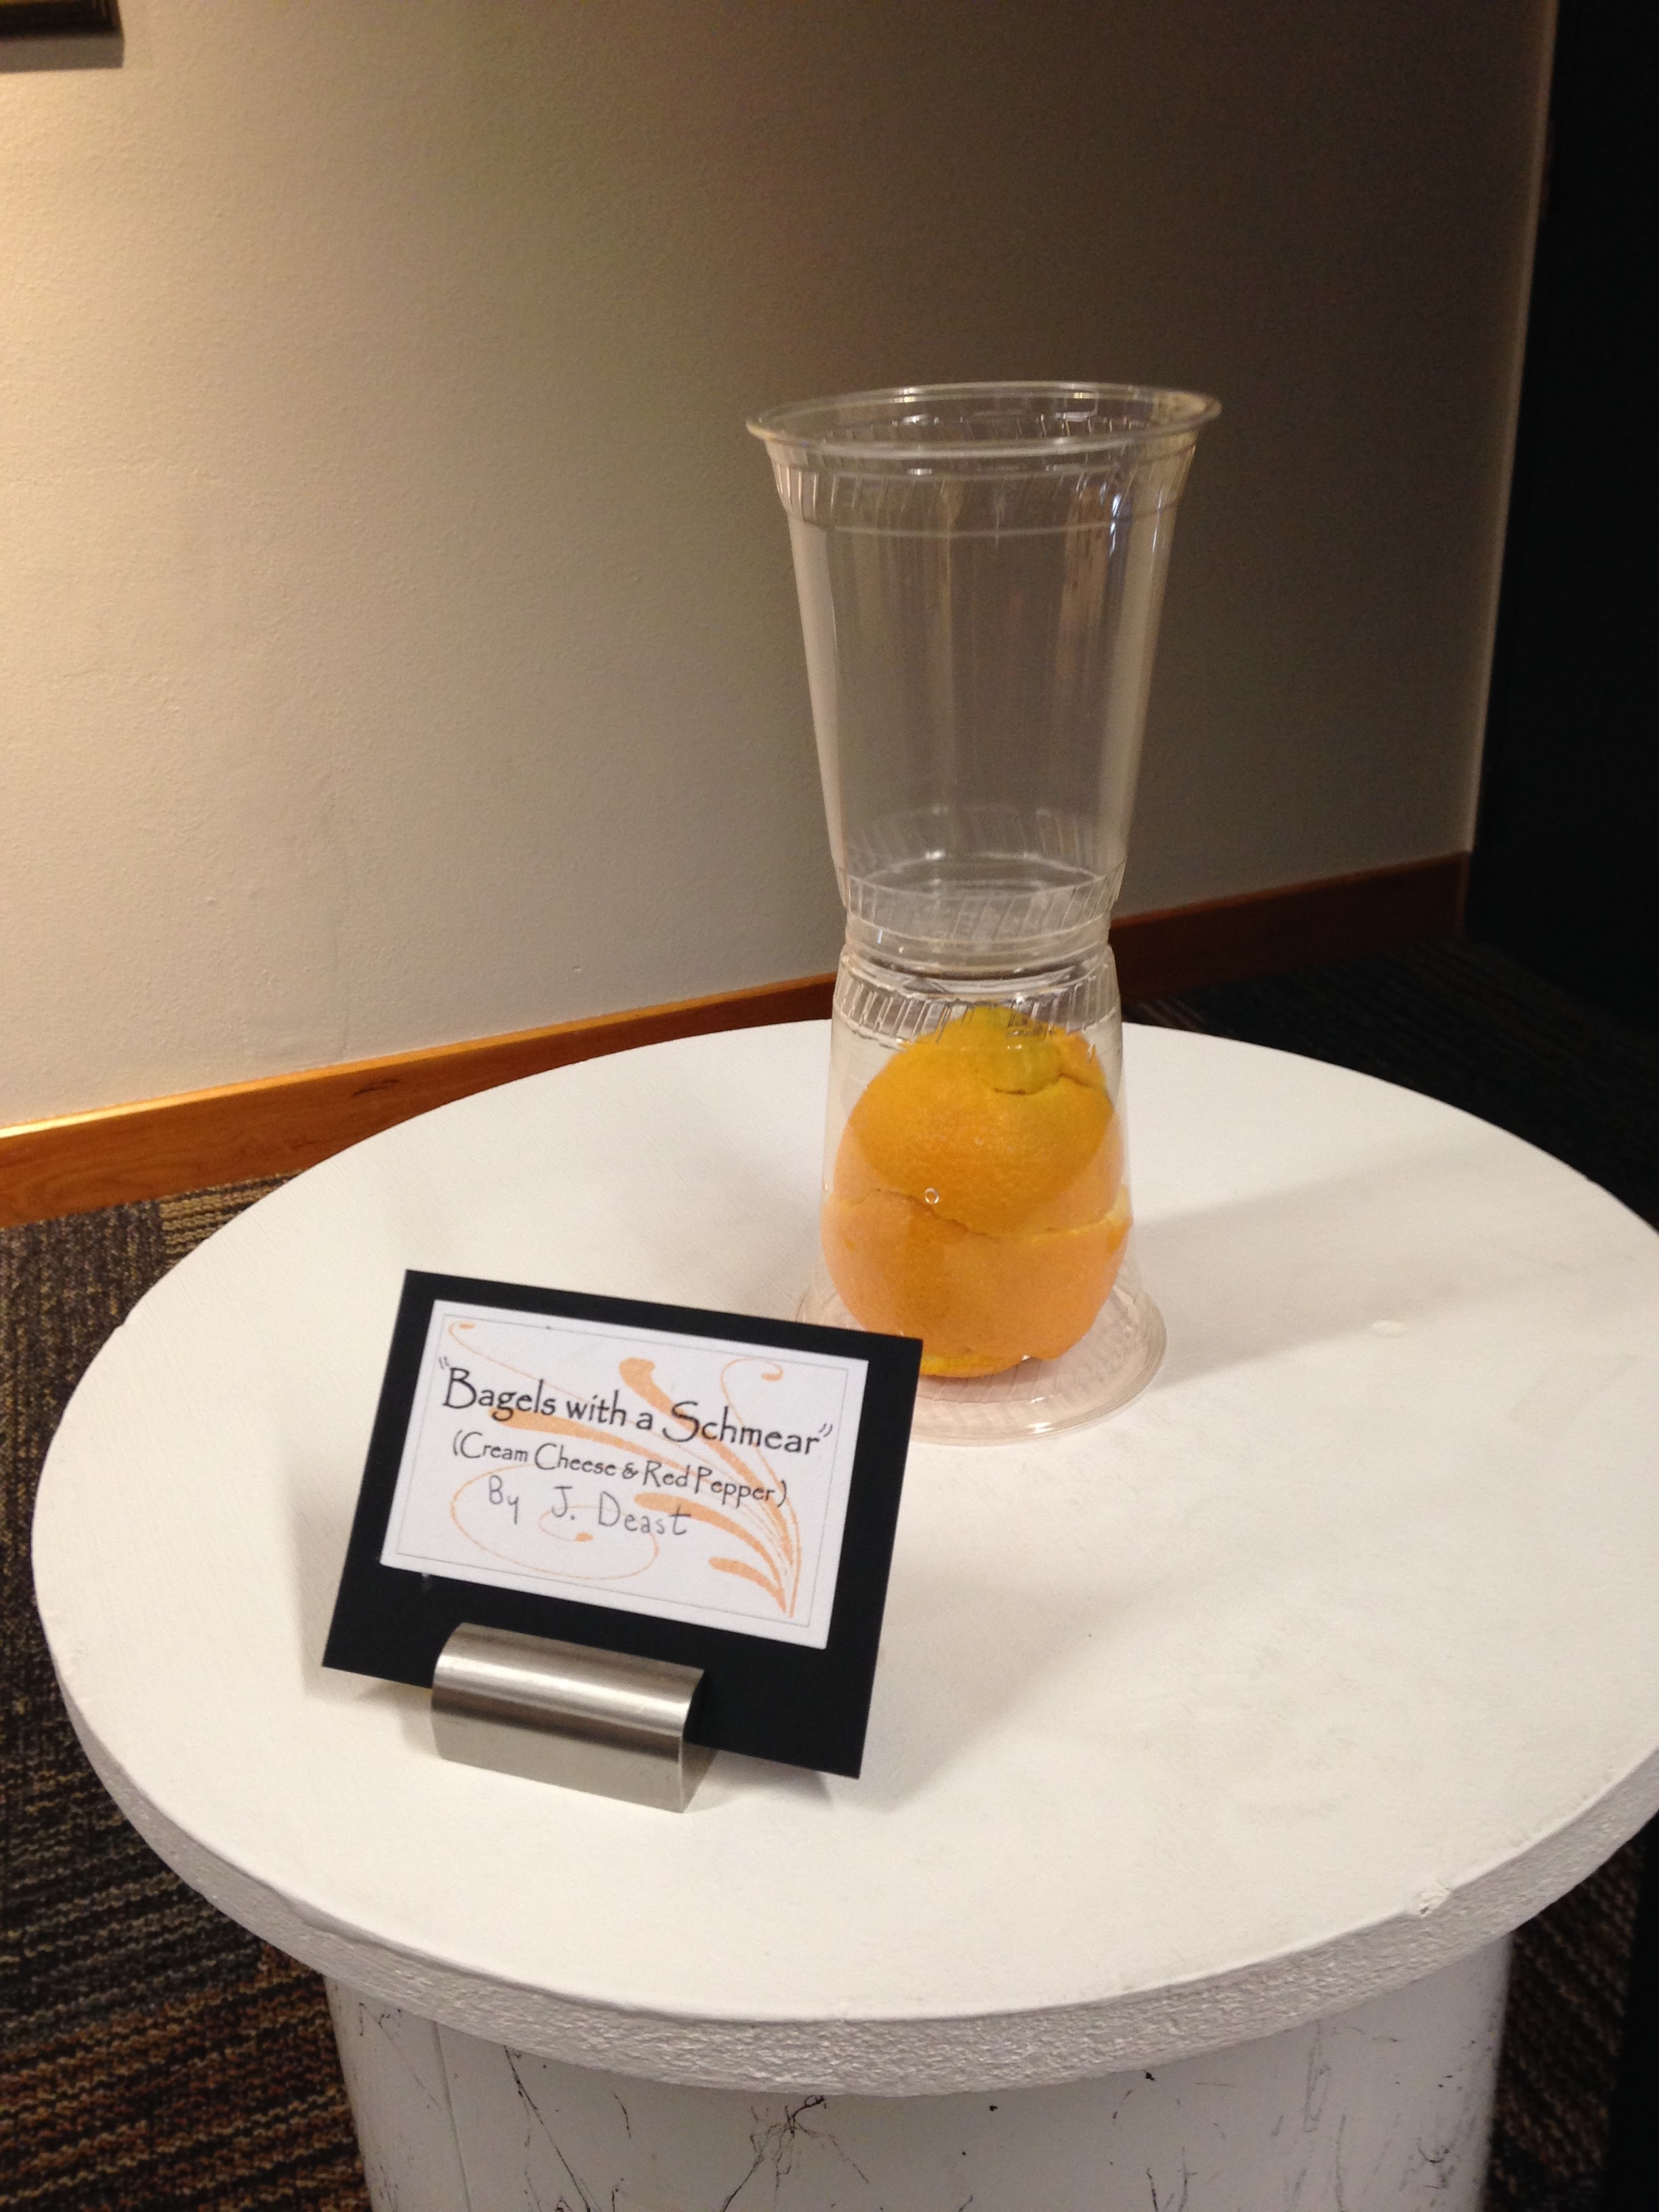 "Bagels with a Schmear"
(Cream Cheese & Red Pepper)
By J. Deast